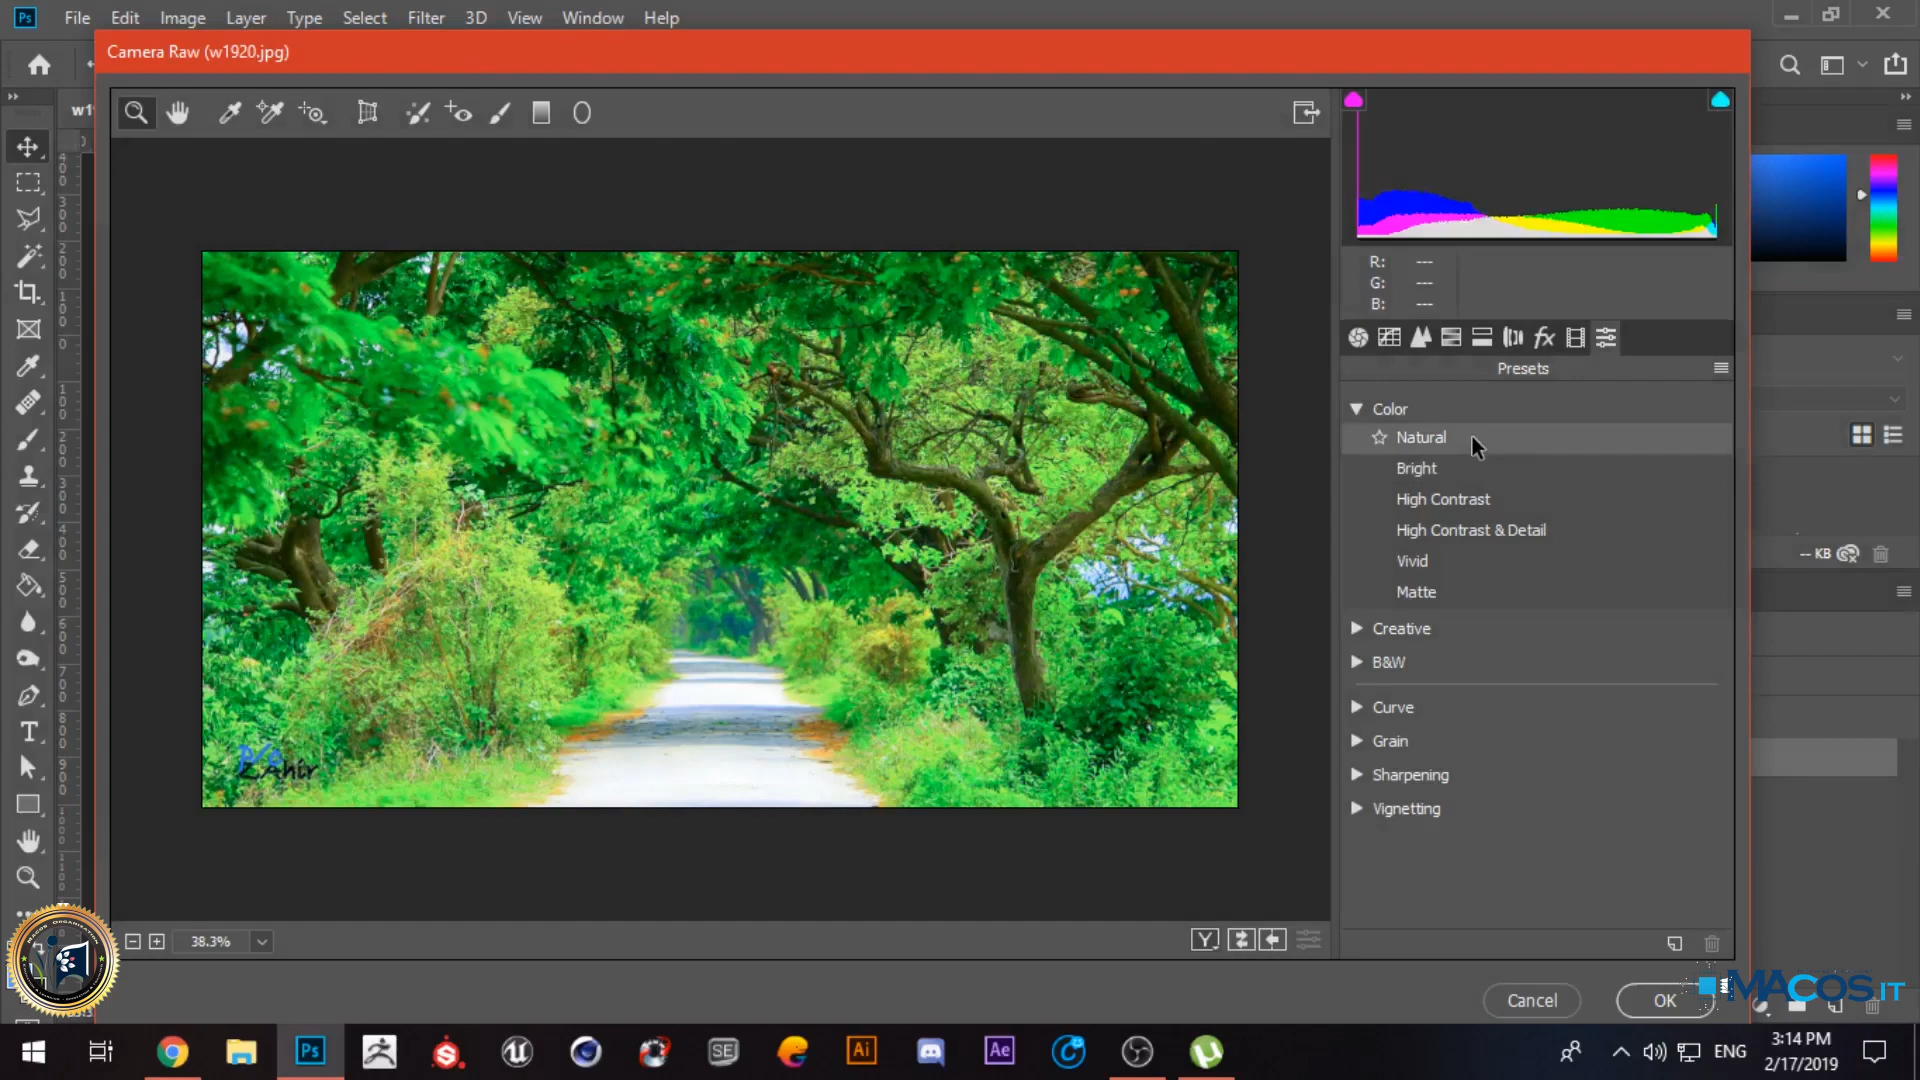 File Edit Image Layer Type Select Filter 3D View Window Help
Camera Raw (w1920.jpg)
R: ---
G: ---
B: ---
Presets
Color
Natural
Bright
High Contrast
High Contrast & Detail
Vivid
Matte
Creative
B&W
Curve
Grain
Sharpening
Vignetting
-- KB
38.3%
Cancel OK
MACOS.IT
ENG
3:14 PM
2/17/2019